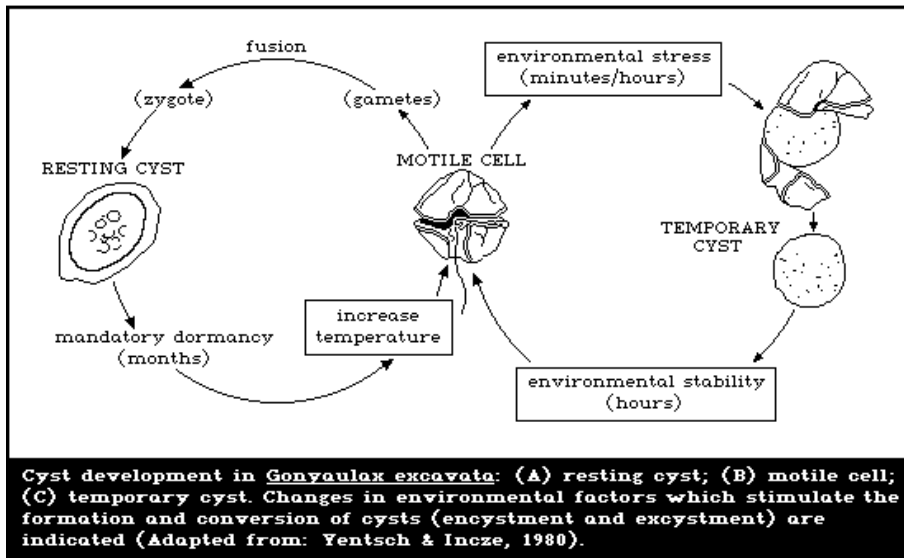 fusion
(zygote)
(gametes)
RESTING CYST
mandatory dormancy
(months)
increase
temperature
MOTILE CELL
environmental stress
(minutes/hours)
TEMPORARY
CYST
environmental stability
(hours)
Cyst development in Gonyaulax excavata: (A) resting cyst; (B) motile cell;
(C) temporary cyst. Changes in environmental factors which stimulate the
formation and conversion of cysts (encystment and excystment) are
indicated (Adapted from: Yentsch & Incze, 1980).